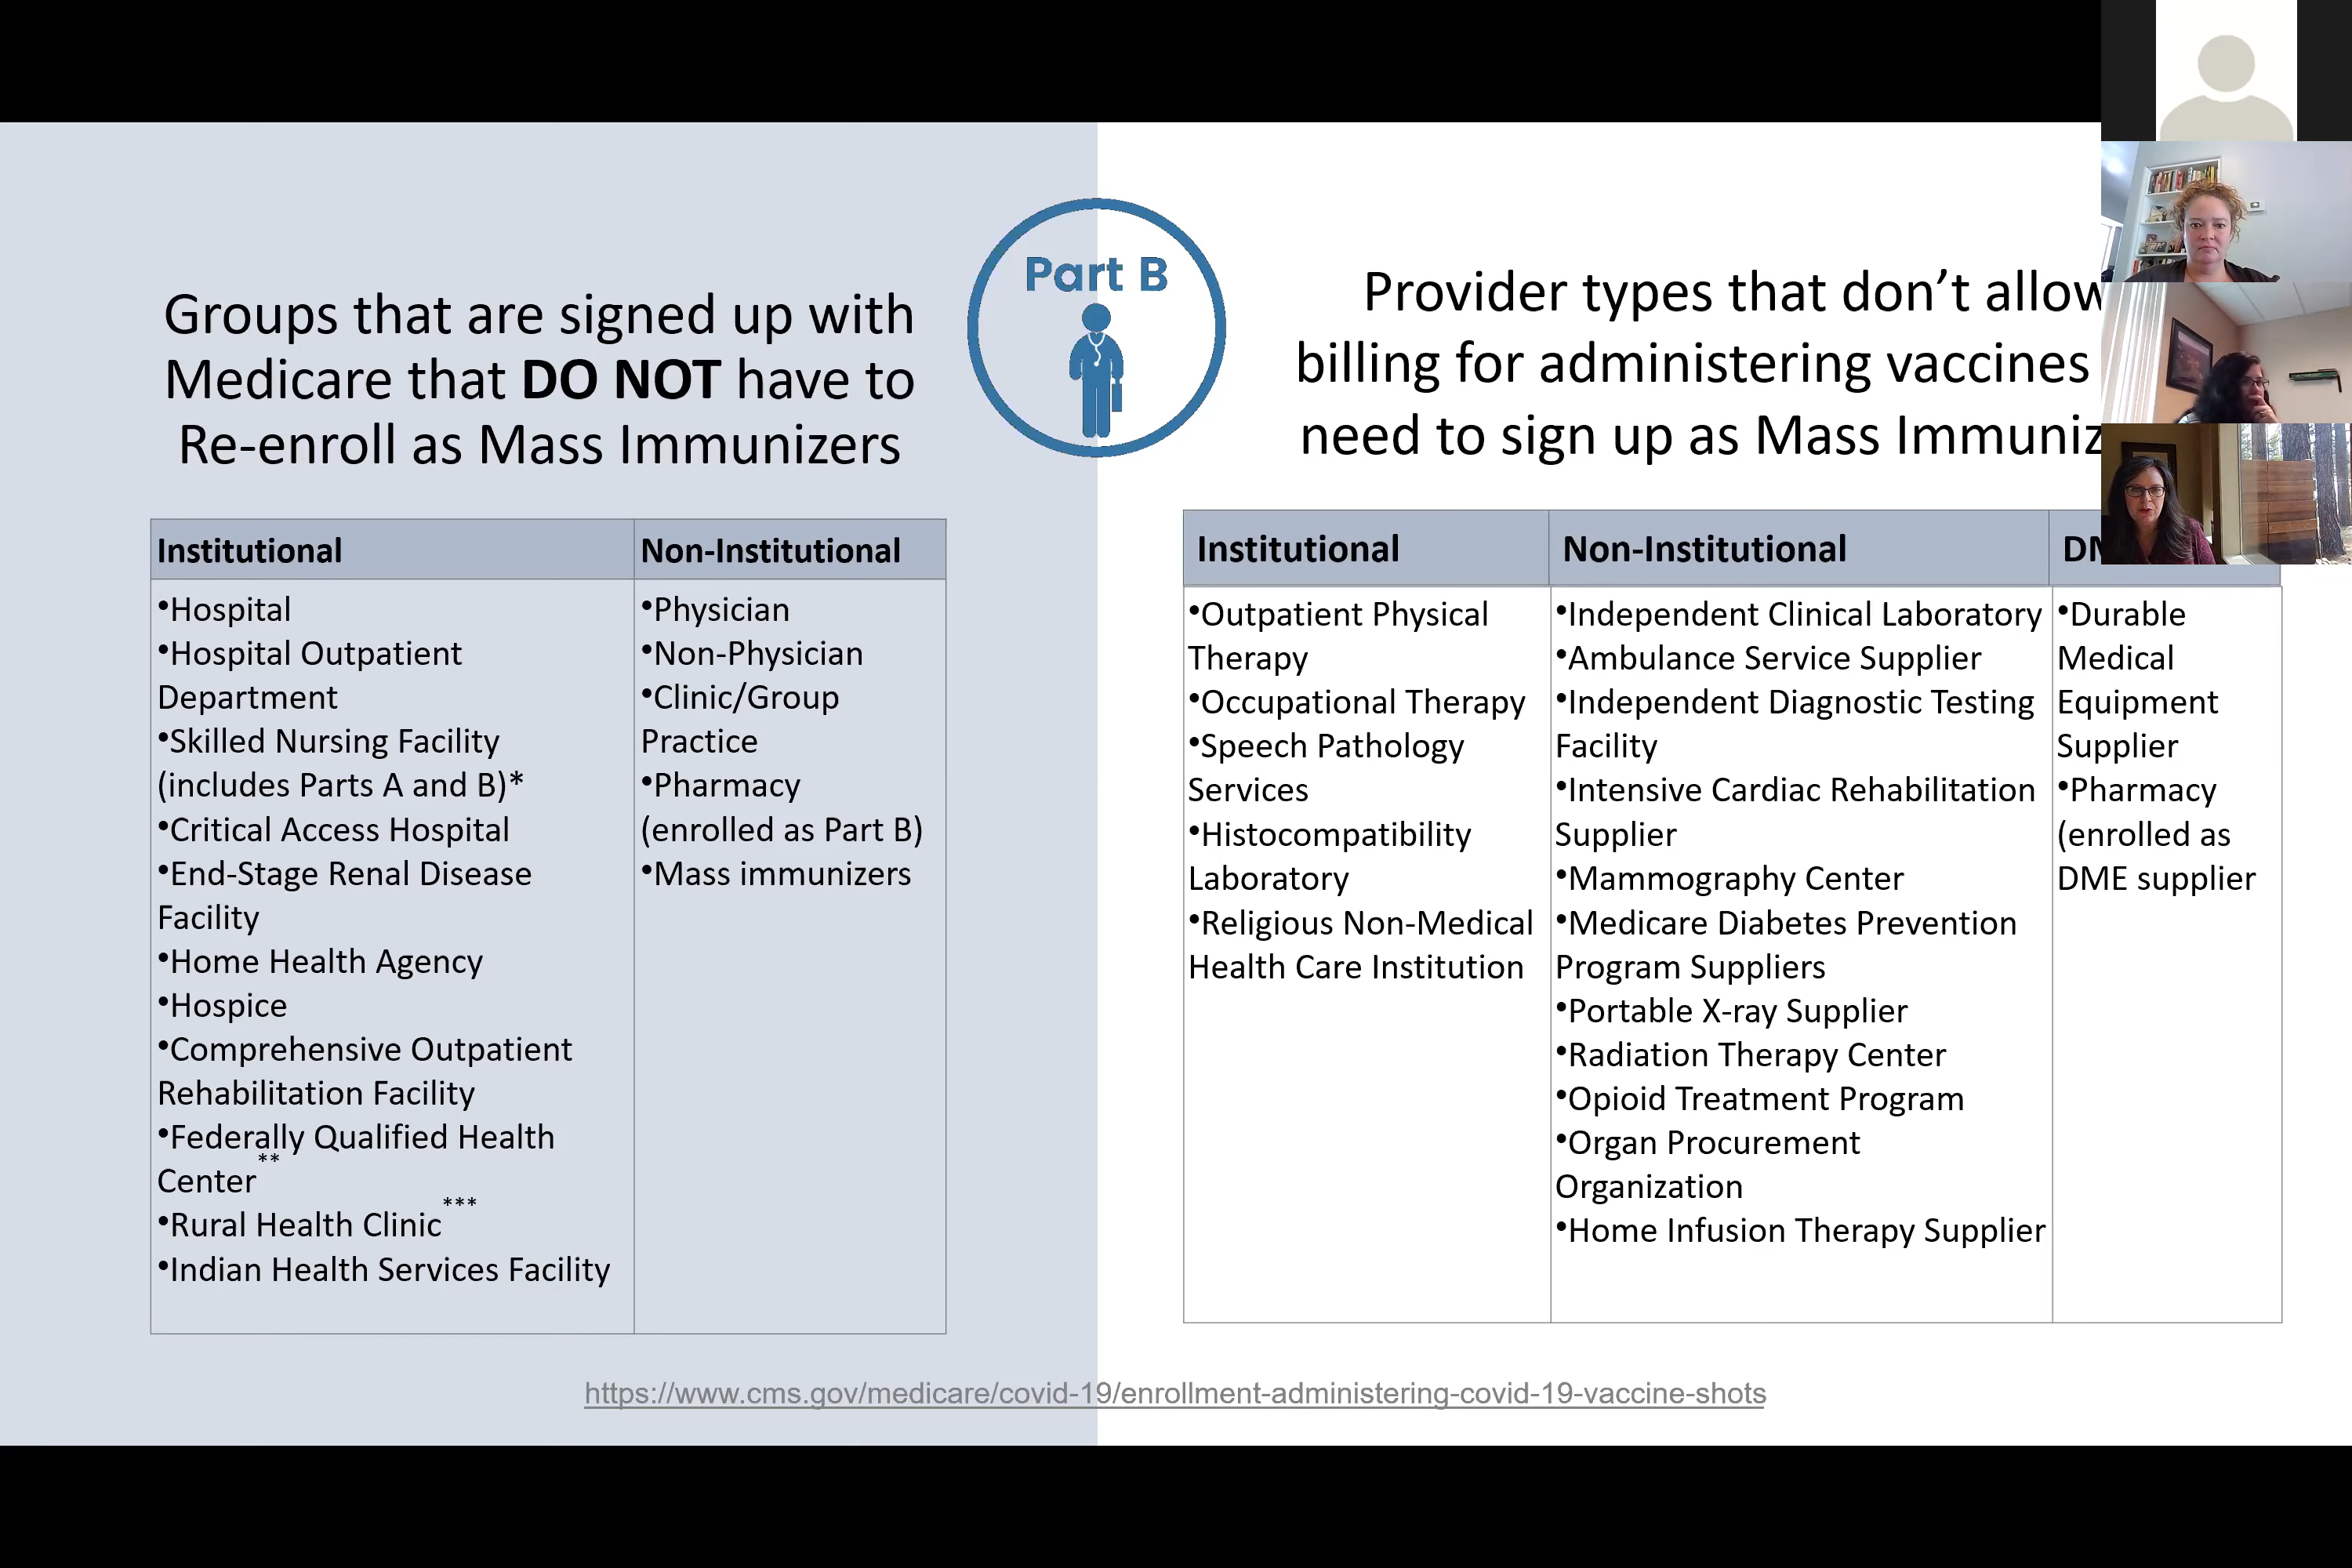 Groups that are signed up with
Medicare that DO NOT have to
Re-enroll as Mass Immunizers
Part B
Provider types that don’t allow
billing for administering vaccines
need to sign up as Mass
Institutional Non-Institutional
•Hospital
•Hospital Outpatient
Department
•Skilled Nursing Facility
(includes Parts A and B)*
•Critical Access Hospital
•End-Stage Renal Disease
Facility
•Home Health Agency
•Hospice
•Comprehensive Outpatient
Rehabilitation Facility
•Federally Qualified Health
Center**
•Rural Health Clinic***
•Indian Health Services Facility
•Physician
•Non-Physician
•Clinic/Group
Practice
•Pharmacy
(enrolled as Part B)
•Mass immunizers
Institutional Non-Institutional
•Outpatient Physical
Therapy
•Occupational Therapy
•Speech Pathology
Services
•Histocompatibility
Laboratory
•Religious Non-Medical
Health Care Institution
•Independent Clinical Laboratory
•Ambulance Service Supplier
•Independent Diagnostic Testing
Facility
•Intensive Cardiac Rehabilitation
Supplier
•Mammography Center
•Medicare Diabetes Prevention
Program Suppliers
•Portable X-ray Supplier
•Radiation Therapy Center
•Opioid Treatment Program
•Organ Procurement
Organization
•Home Infusion Therapy Supplier
•Durable
Medical
Equipment
Supplier
•Pharmacy
(enrolled as
DME supplier
https://www.cms.gov/medicare/covid-19/enrollment-administering-covid-19-vaccine-shots